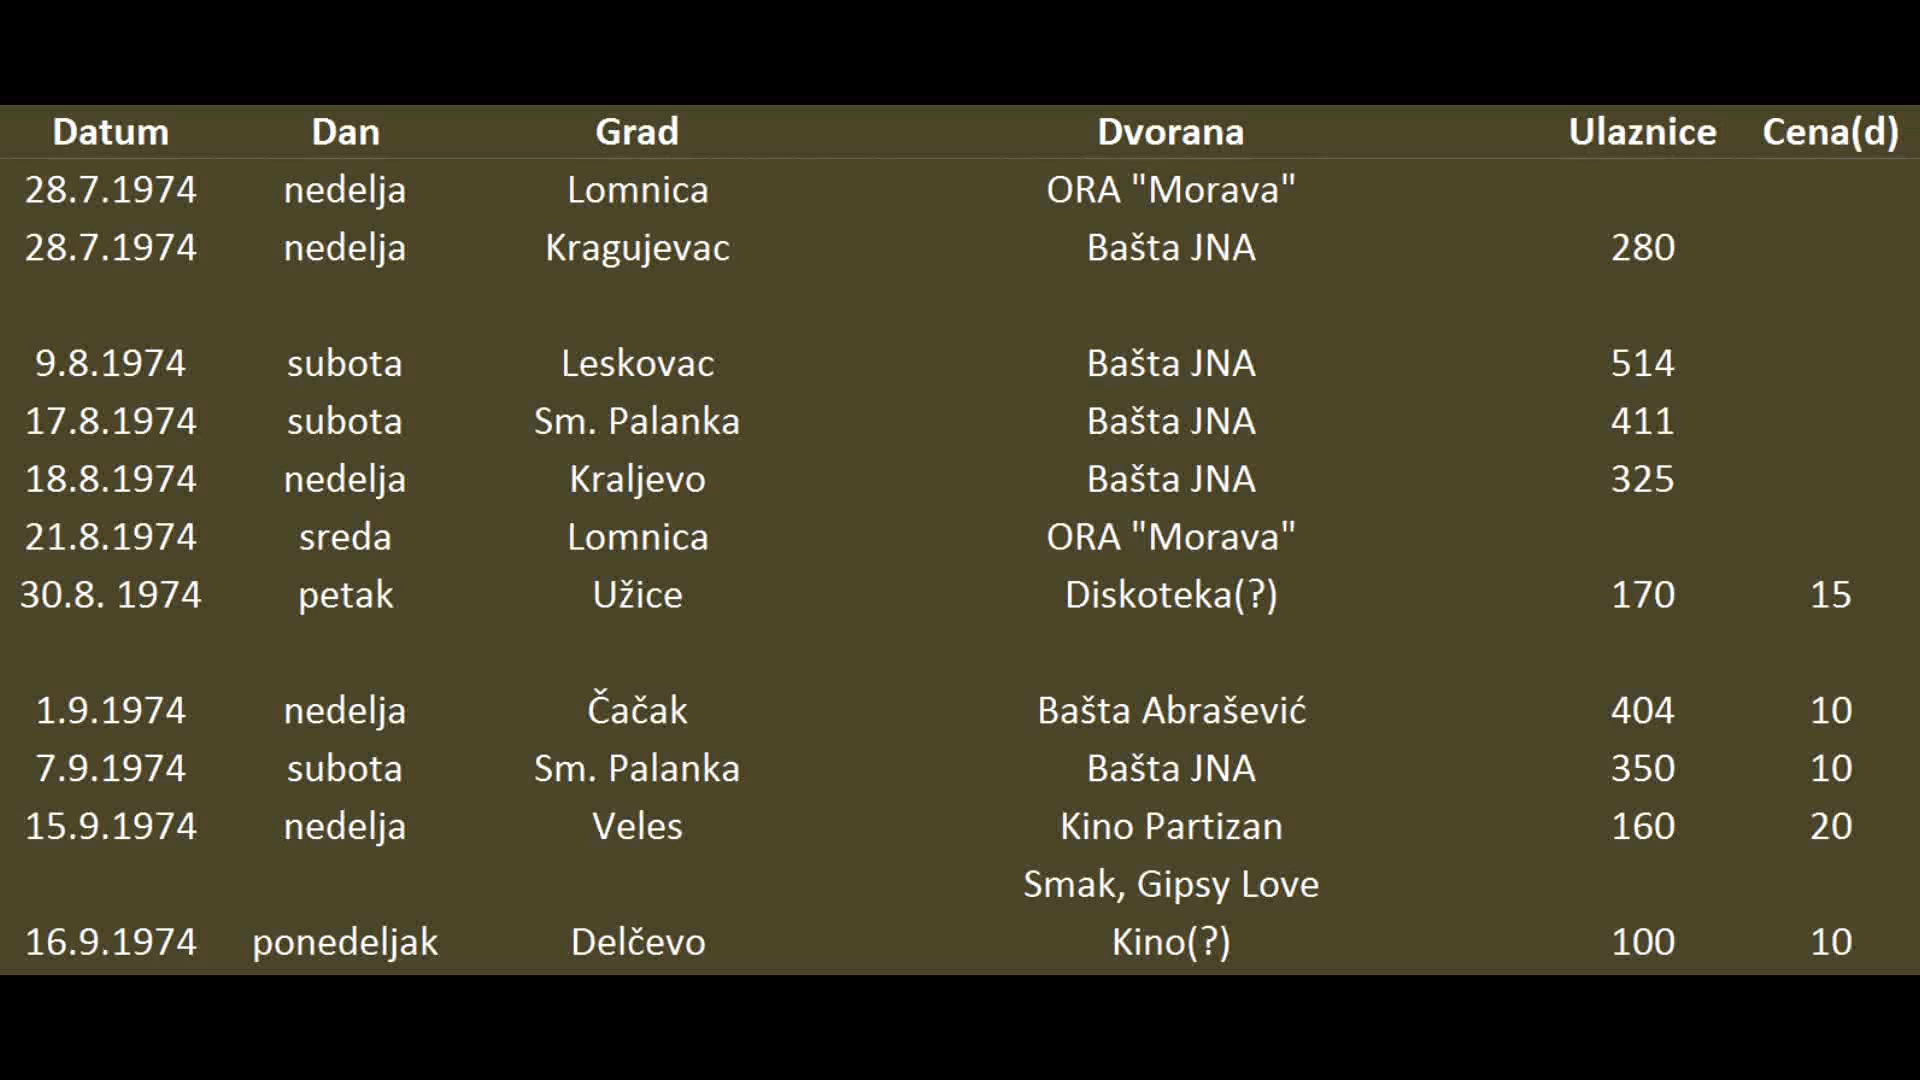 Datum Dan Grad Dvorana Ulaznice Cena(d)
28.7.1974 nedelja Lomnica ORA "Morava"
28.7.1974 nedelja Kragujevac Bašta JNA 280
9.8.1974 subota Leskovac Bašta JNA 514
17.8.1974 subota Sm. Palanka Bašta JNA 411
18.8.1974 nedelja Kraljevo Bašta JNA 325
21.8.1974 sreda Lomnica ORA "Morava"
30.8. 1974 petak Užice Diskoteka(?) 170 15
1.9.1974 nedelja Čačak Bašta Abrašević 404 10
7.9.1974 subota Sm. Palanka Bašta JNA 350 10
15.9.1974 nedelja Veles Kino Partizan 160 20
Smak, Gipsy Love
16.9.1974 ponedeljak Delčevo Kino(?) 100 10